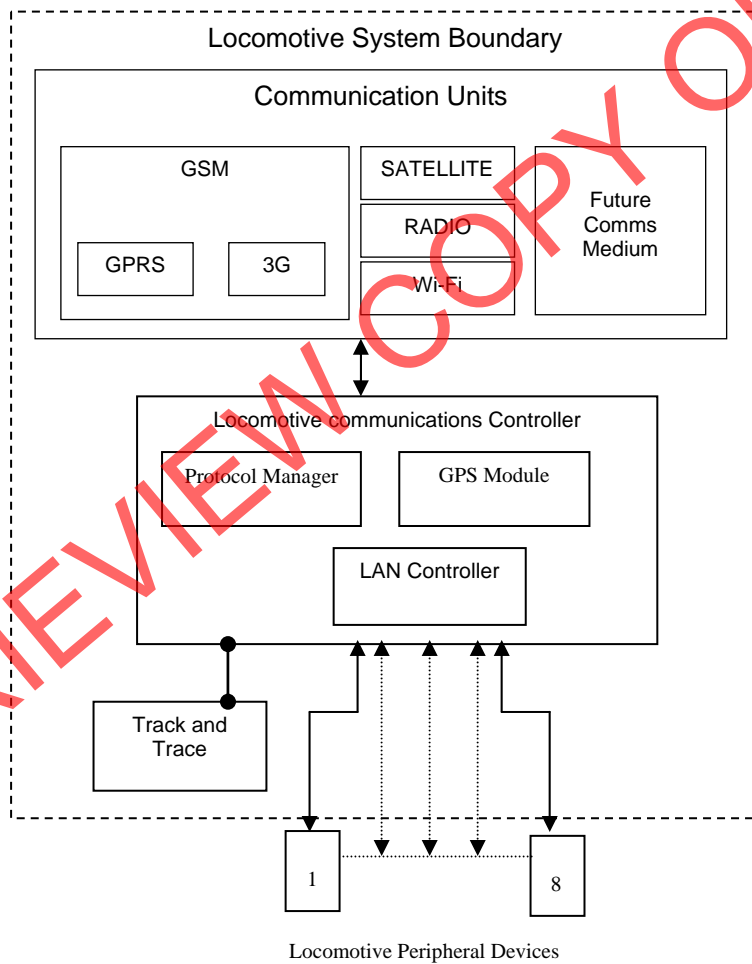 Locomotive System Boundary
Communication Units
GSM
GPRS
3G
SATELLITE
RADIO
Wi-Fi
Future
Comms
Medium
Locomotive communications Controller
Protocol Manager
GPS Module
LAN Controller
Track and
Trace
1
8
Locomotive Peripheral Devices
REVIEW COPY